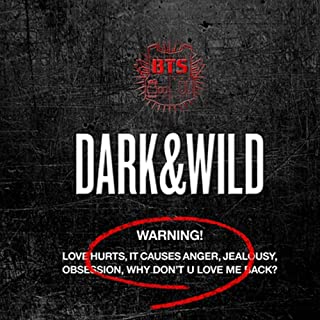 BTS
DARK&WILD
WARNING!
LOVE HURTS, IT CAUSES ANGER, JEALOUSY,
OBSESSION, WHY DON'T U LOVE ME BACK?